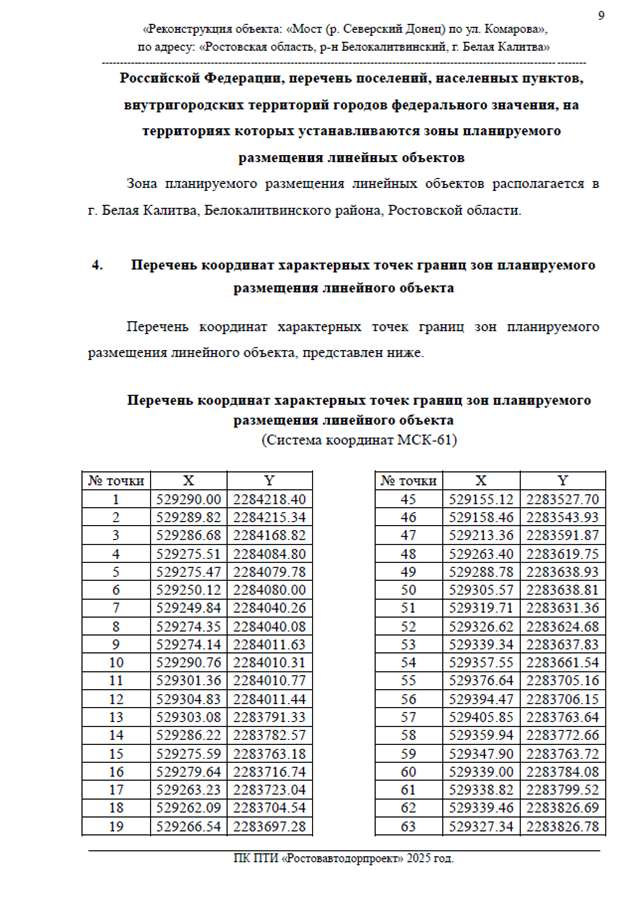 9
«Реконструкция объекта: «Мост (р. Северский Донец) по ул. Комарова»,
по адресу: «Ростовская область, р-н Белокалитвинский, г. Белая Калитва»
Российской Федерации, перечень поселений, населенных пунктов,
внутригородских территорий городов федерального значения, на
территориях которых устанавливаются зоны планируемого
размещения линейных объектов
Зона планируемого размещения линейных объектов располагается в
г. Белая Калитва, Белокалитвинского района, Ростовской области.
4. Перечень координат характерных точек границ зон планируемого
размещения линейного объекта
Перечень координат характерных точек границ зон планируемого
размещения линейного объекта, представлен ниже.
Перечень координат характерных точек границ зон планируемого
размещения линейного объекта
(Система координат МСК-61)
№ точки X Y № точки X Y
1 529290.00 2284218.40 45 529155.12 2283527.70
2 529289.82 2284215.34 46 529158.46 2283543.93
3 529286.68 2284168.82 47 529213.36 2283591.87
4 529275.51 2284084.80 48 529263.40 2283619.75
5 529275.47 2284079.78 49 529288.78 2283638.93
6 529250.12 2284080.00 50 529305.57 2283638.81
7 529249.84 2284040.26 51 529319.71 2283631.36
8 529274.35 2284040.08 52 529326.62 2283624.68
9 529274.14 2284011.63 53 529339.34 2283637.83
10 529290.76 2284010.31 54 529357.55 2283661.54
11 529301.36 2284010.77 55 529376.64 2283705.16
12 529304.83 2284011.44 56 529394.47 2283706.15
13 529303.08 2283791.33 57 529405.85 2283763.64
14 529286.22 2283782.57 58 529359.94 2283772.66
15 529275.59 2283763.18 59 529347.90 2283763.72
16 529279.64 2283716.74 60 529339.00 2283784.08
17 529263.23 2283723.04 61 529338.82 2283799.52
18 529262.09 2283704.54 62 529339.46 2283826.69
19 529266.54 2283697.28 63 529327.34 2283826.78
ПК ПТИ «Ростовавтодорпроект» 2025 год.